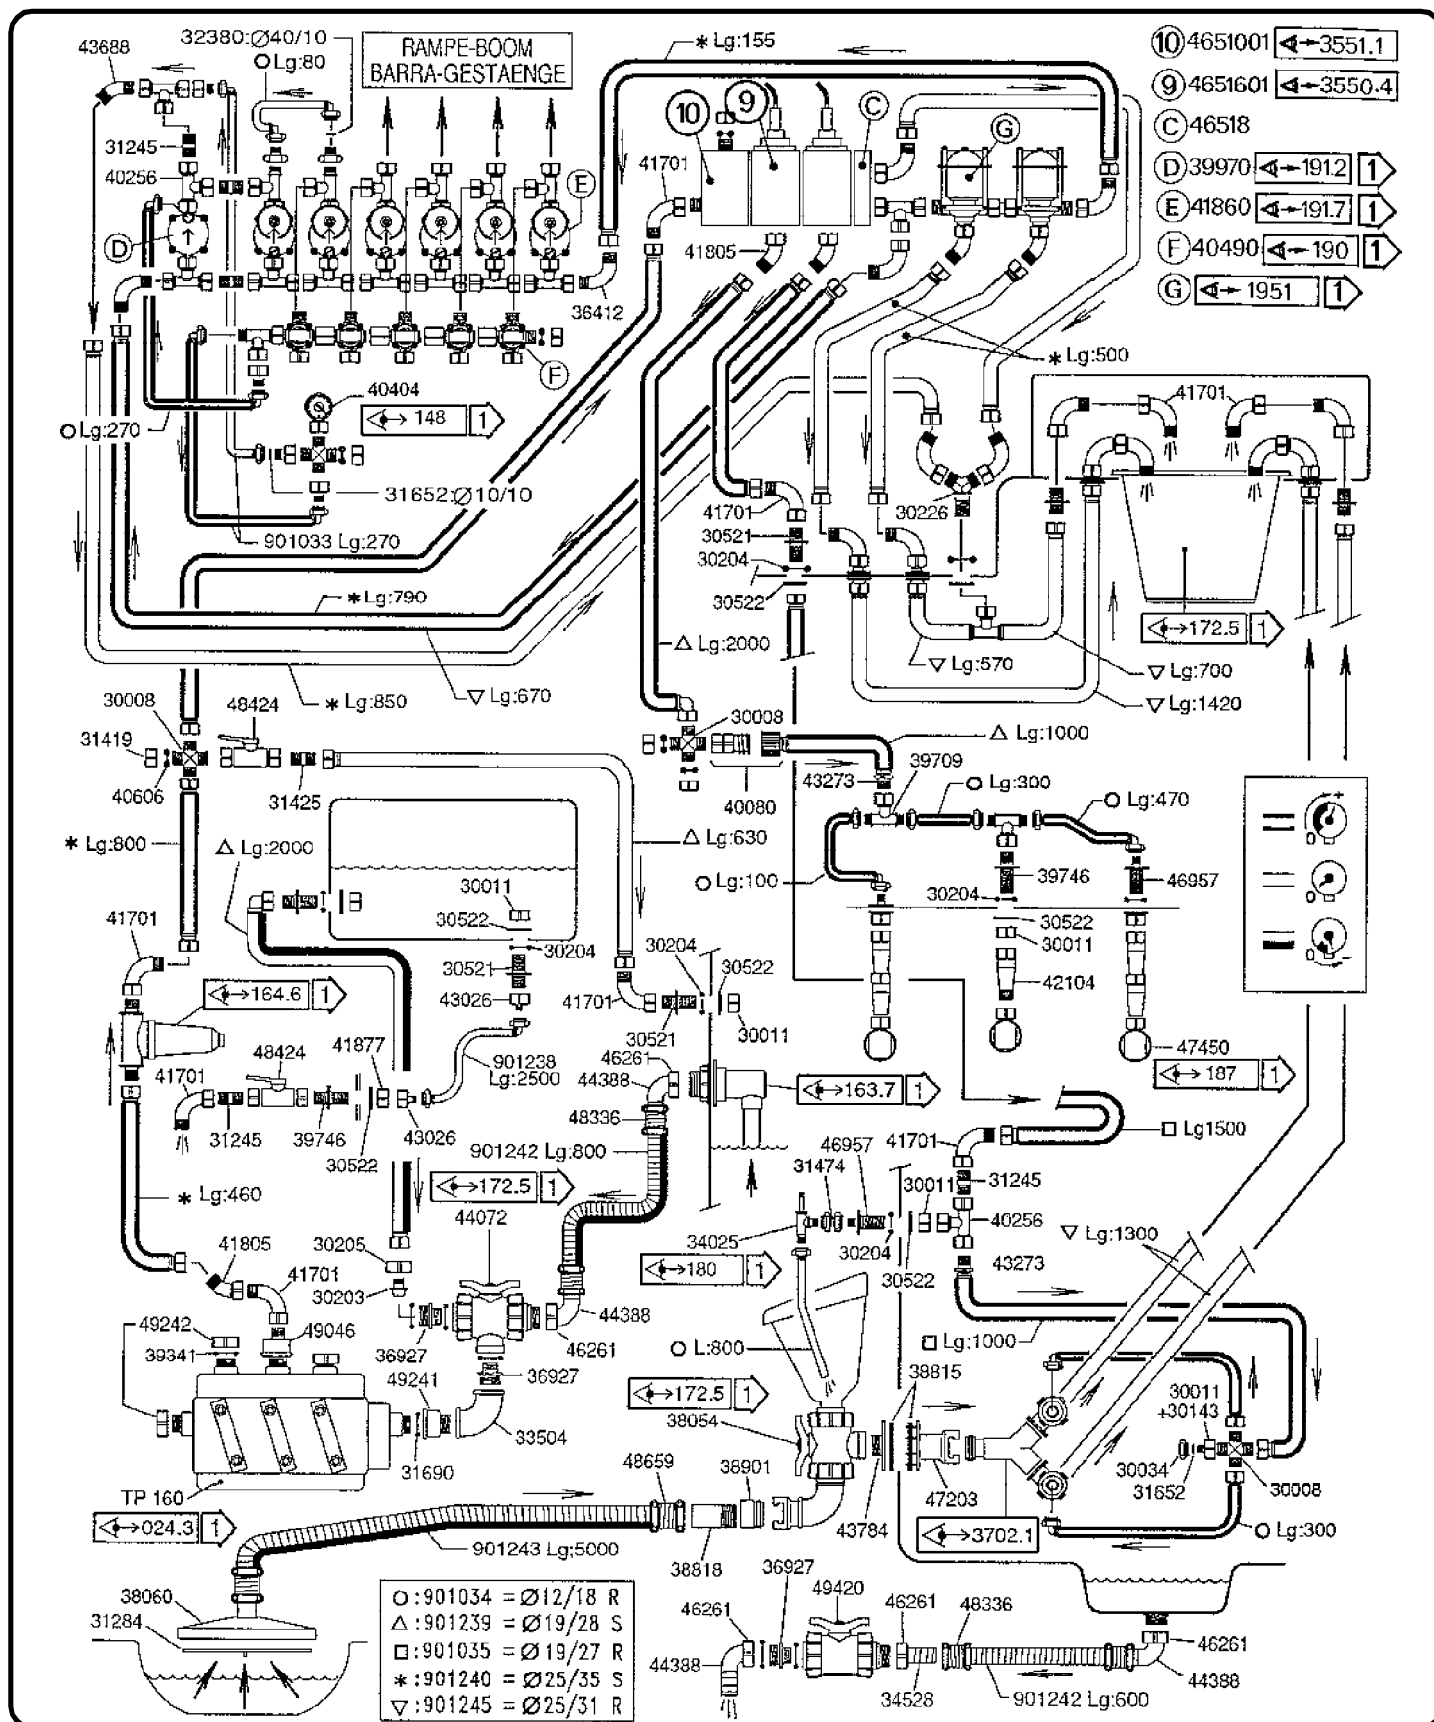 43688
32380:Ø40/10
○ Lg:80
RAMPE-BOOM
BARRA-GESTAENGE
* Lg:155
10 4651001 3551.1
9 4651601 3550.4
C 46518
D 39970 191.2 1
E 41860 191.7 1
F 40490 190 1
G 1951 1
10
9
C
G
31245
40256
41701
E
D
41805
36412
F
* Lg:500
40404
148 1
41701
○ Lg:270
31652:Ø10/10
41701
30226
30521
901033 Lg:270
30204
30522
* Lg:790
172.5 1
△ Lg:2000
▽ Lg:570
▽ Lg:700
* Lg:850
▽ Lg:670
▽ Lg:1420
30008
48424
31419
30008
△ Lg:1000
39709
40606
31425
40080
43273
○ Lg:300
○ Lg:470
* Lg:800
△ Lg:2000
△ Lg:630
30011
○ Lg:100
39746
46957
30204
30522
30522
30011
41701
30204
30204
30522
30521
42104
164.6 1
43026
41701
30521
30011
48424
41877
901238
Lg:2500
46261
44388
47450
41701
187 1
163.7 1
48336
31245
39746
43026
41701
□ Lg1500
30522
901242 Lg:800
46957
31474
30011
31245
* Lg:460
172.5 1
44072
40256
34025
▽ Lg:1300
41805
30205
30204
41701
180 1
30522
43273
30203
44388
49242
49046
□ Lg:1000
39341
36927
46261
○ L:800
49241
36927
38815
172.5 1
30011
+30143
38054
33504
31690
48659
38901
30034
31652
30008
TP 160
47203
024.3 1
43784
3702.1
○ Lg:300
901243 Lg;5000
38818
36927
49420
38060
31284
46261
46261
48336
46261
44388
44388
34528
901242 Lg:600
○ :901034 = Ø12/18 R
△ :901239 = Ø19/28 S
□ :901035 = Ø19/27 R
* :901240 = Ø25/35 S
▽ :901245 = Ø25/31 R
0 +
0
0 -